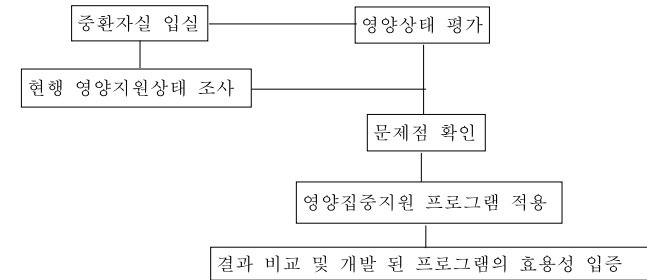 중환자실 입실
영양상태 평가
현행 영양지원상태 조사
문제점 확인
영양집중지원 프로그램 적용
결과 비교 및 개발 된 프로그램의 효용성 입증